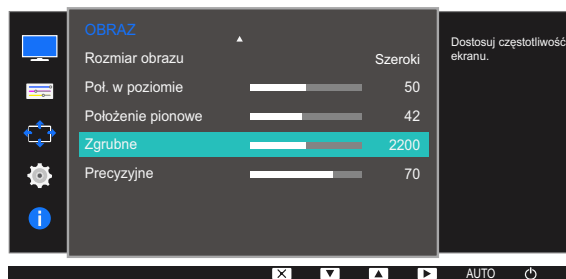 OBRAZ
Rozmiar obrazu Szeroki
Poł. w poziomie 50
Położenie pionowe 42
Zgrubne 2200
Precyzyjne 70
Dostosuj częstotliwość
ekranu.
AUTO